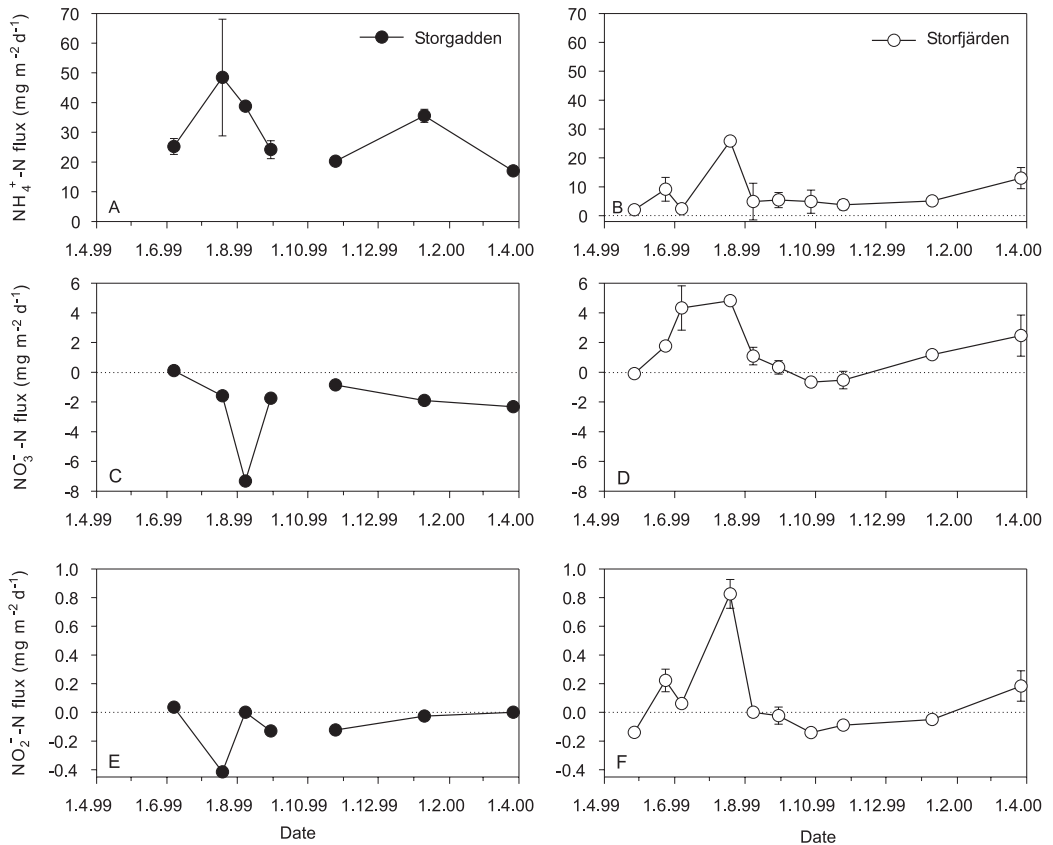 NH₄⁺-N flux (mg m⁻² d⁻¹)
70
60
50
40
30
20
10
0
Storgadden
A
1.4.99 1.6.99 1.8.99 1.10.99 1.12.99 1.2.00 1.4.00
70
60
50
40
30
20
10
0
Storfjärden
B
1.4.99 1.6.99 1.8.99 1.10.99 1.12.99 1.2.00 1.4.00
NO₃⁻-N flux (mg m⁻² d⁻¹)
6
4
2
0
-2
-4
-6
-8
C
1.4.99 1.6.99 1.8.99 1.10.99 1.12.99 1.2.00 1.4.00
6
4
2
0
-2
-4
-6
-8
D
1.4.99 1.6.99 1.8.99 1.10.99 1.12.99 1.2.00 1.4.00
NO₂⁻-N flux (mg m⁻² d⁻¹)
1.0
0.8
0.6
0.4
0.2
0.0
-0.2
-0.4
E
1.4.99 1.6.99 1.8.99 1.10.99 1.12.99 1.2.00 1.4.00
Date
1.0
0.8
0.6
0.4
0.2
0.0
-0.2
-0.4
F
1.4.99 1.6.99 1.8.99 1.10.99 1.12.99 1.2.00 1.4.00
Date